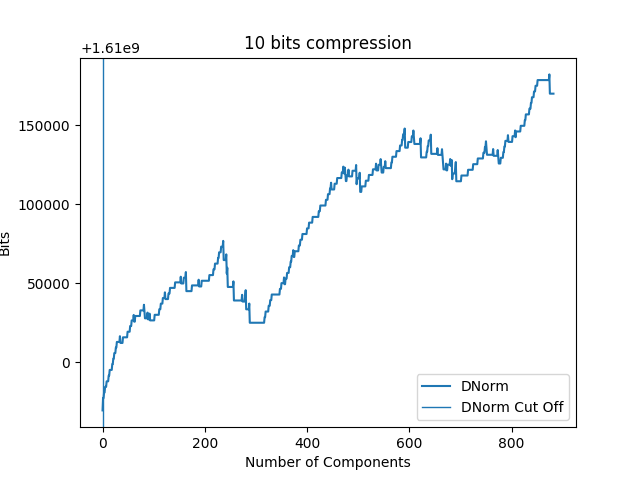 10 bits compression
+1.61e9
150000
100000
50000
0
Bits
0 200 400 600 800
Number of Components
DNorm
DNorm Cut Off